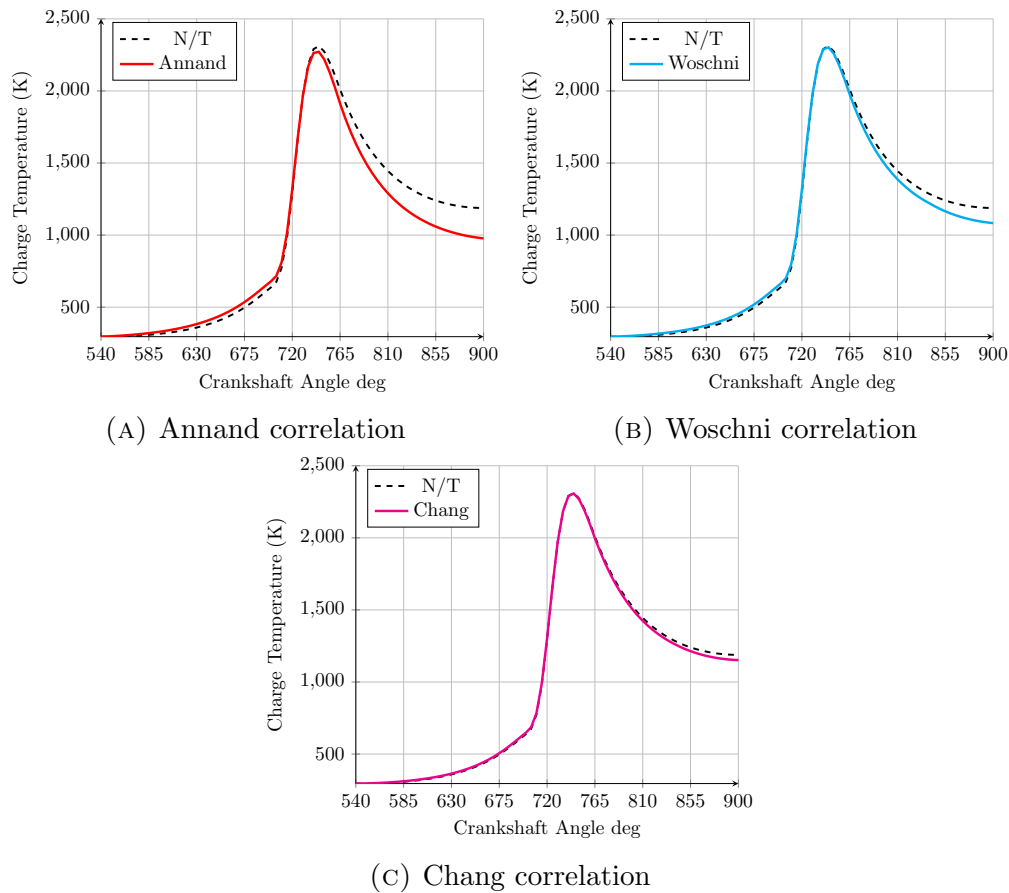 2,500
2,000
1,500
1,000
500
540 585 630 675 720 765 810 855 900
Crankshaft Angle deg
Charge Temperature (K)
N/T
Annand
(A) Annand correlation
2,500
2,000
1,500
1,000
500
540 585 630 675 720 765 810 855 900
Crankshaft Angle deg
Charge Temperature (K)
N/T
Woschni
(B) Woschni correlation
2,500
2,000
1,500
1,000
500
540 585 630 675 720 765 810 855 900
Crankshaft Angle deg
Charge Temperature (K)
N/T
Chang
(C) Chang correlation